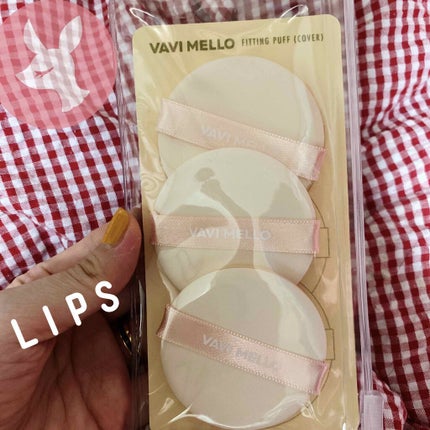 VAVI MELLO FITTING PUFF (COVER)
VAVI MELLO
VAVI MELLO
VAVI MELLO
LIPS